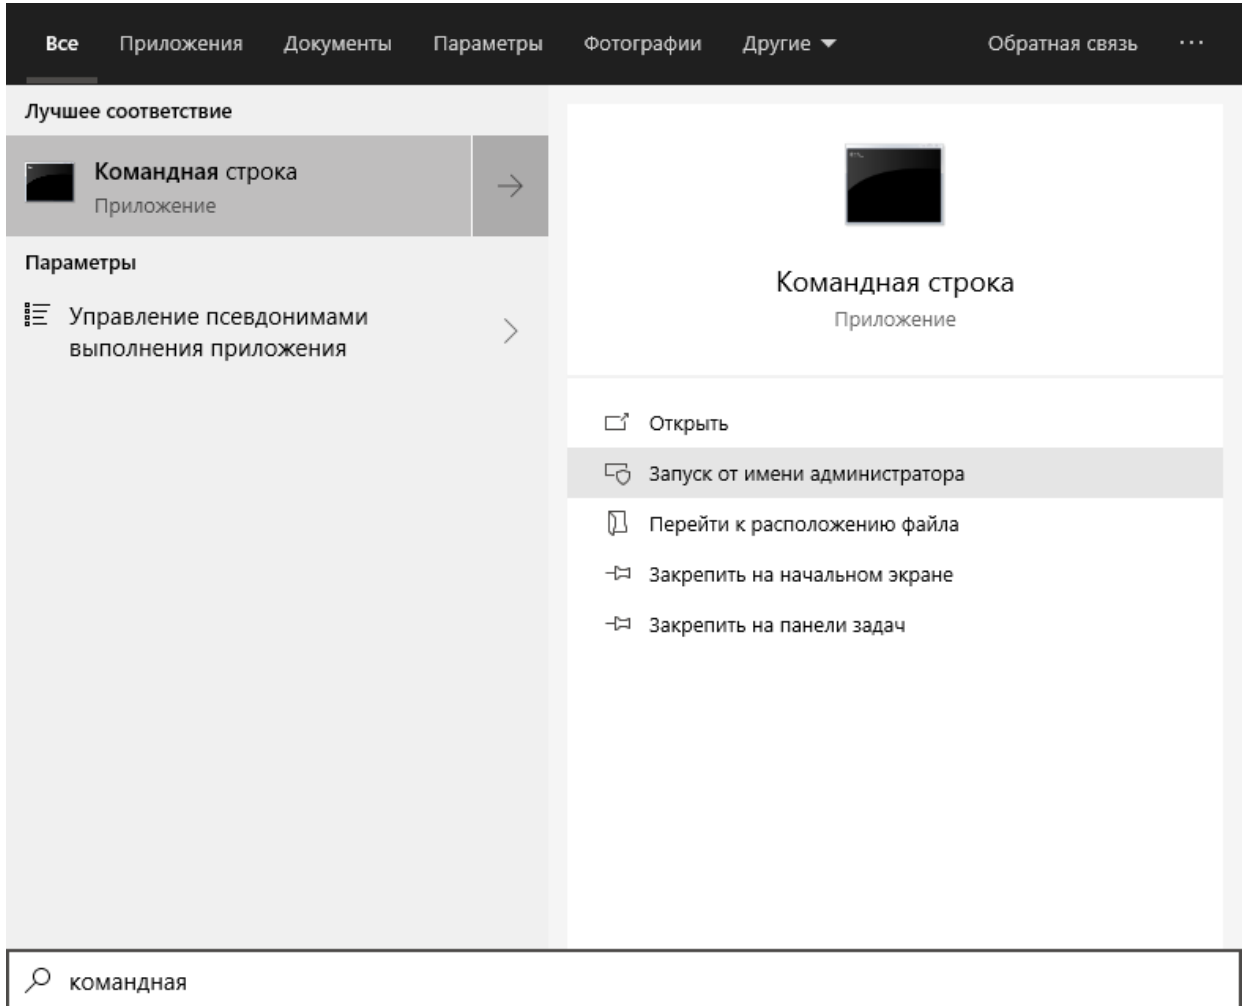 Все Приложения Документы Параметры Фотографии Другие Обратная связь ...
Лучшее соответствие
Командная строка
Приложение
Параметры
Управление псевдонимами
выполнения приложения
Командная строка
Приложение
Открыть
Запуск от имени администратора
Перейти к расположению файла
Закрепить на начальном экране
Закрепить на панели задач
командная